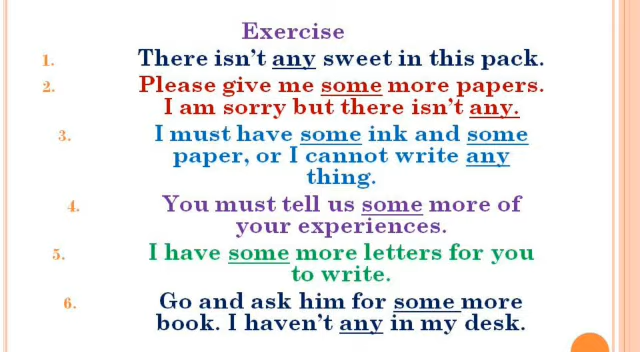 Exercise
1. There isn't any sweet in this pack.
2. Please give me some more papers.
I am sorry but there isn't any.
3. I must have some ink and some
paper, or I cannot write any
thing.
4. You must tell us some more of
your experiences.
5. I have some more letters for you
to write.
6. Go and ask him for some more
book. I haven't any in my desk.